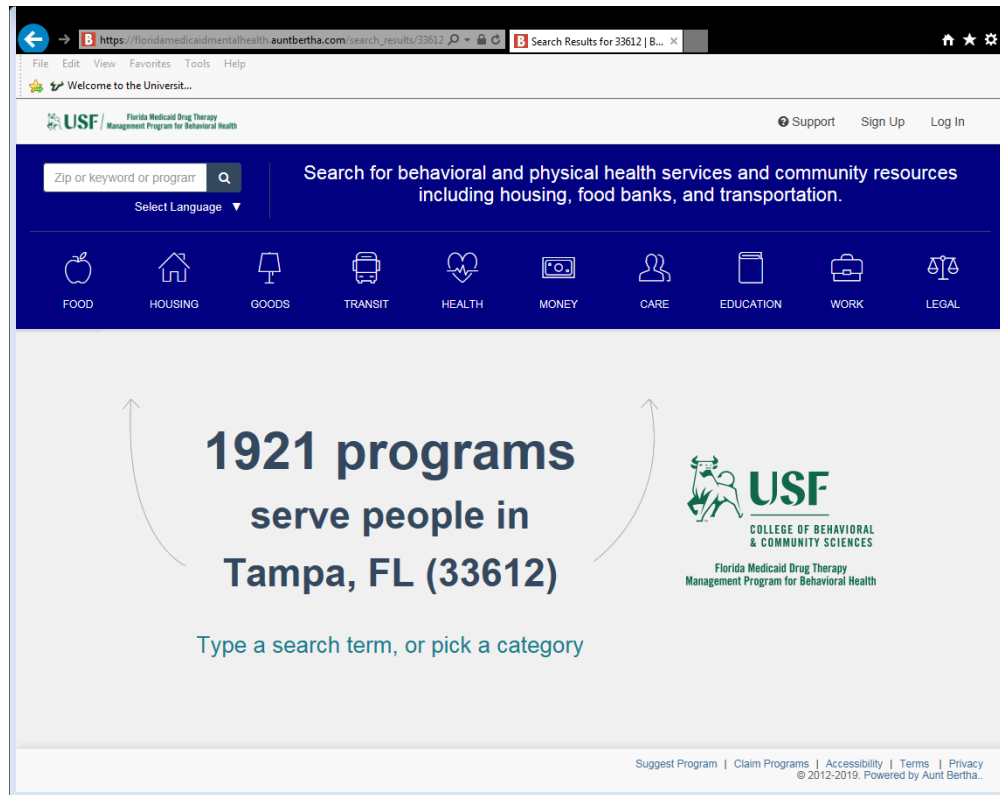 https://floridamedicaidmentalhealth.auntbertha.com/search_results/33612
B Search Results for 33612 | B...
File Edit View Favorites Tools Help
Welcome to the Universit...
USF Florida Medicaid Drug Therapy
Management Program for Behavioral Health
Support Sign Up Log In
Zip or keyword or program
Select Language ▼
Search for behavioral and physical health services and community resources
including housing, food banks, and transportation.
FOOD HOUSING GOODS TRANSIT HEALTH MONEY CARE EDUCATION WORK LEGAL
1921 programs
serve people in
Tampa, FL (33612)
Type a search term, or pick a category
USF
COLLEGE OF BEHAVIORAL
& COMMUNITY SCIENCES
Florida Medicaid Drug Therapy
Management Program for Behavioral Health
Suggest Program | Claim Programs | Accessibility | Terms | Privacy
© 2012-2019. Powered by Aunt Bertha..